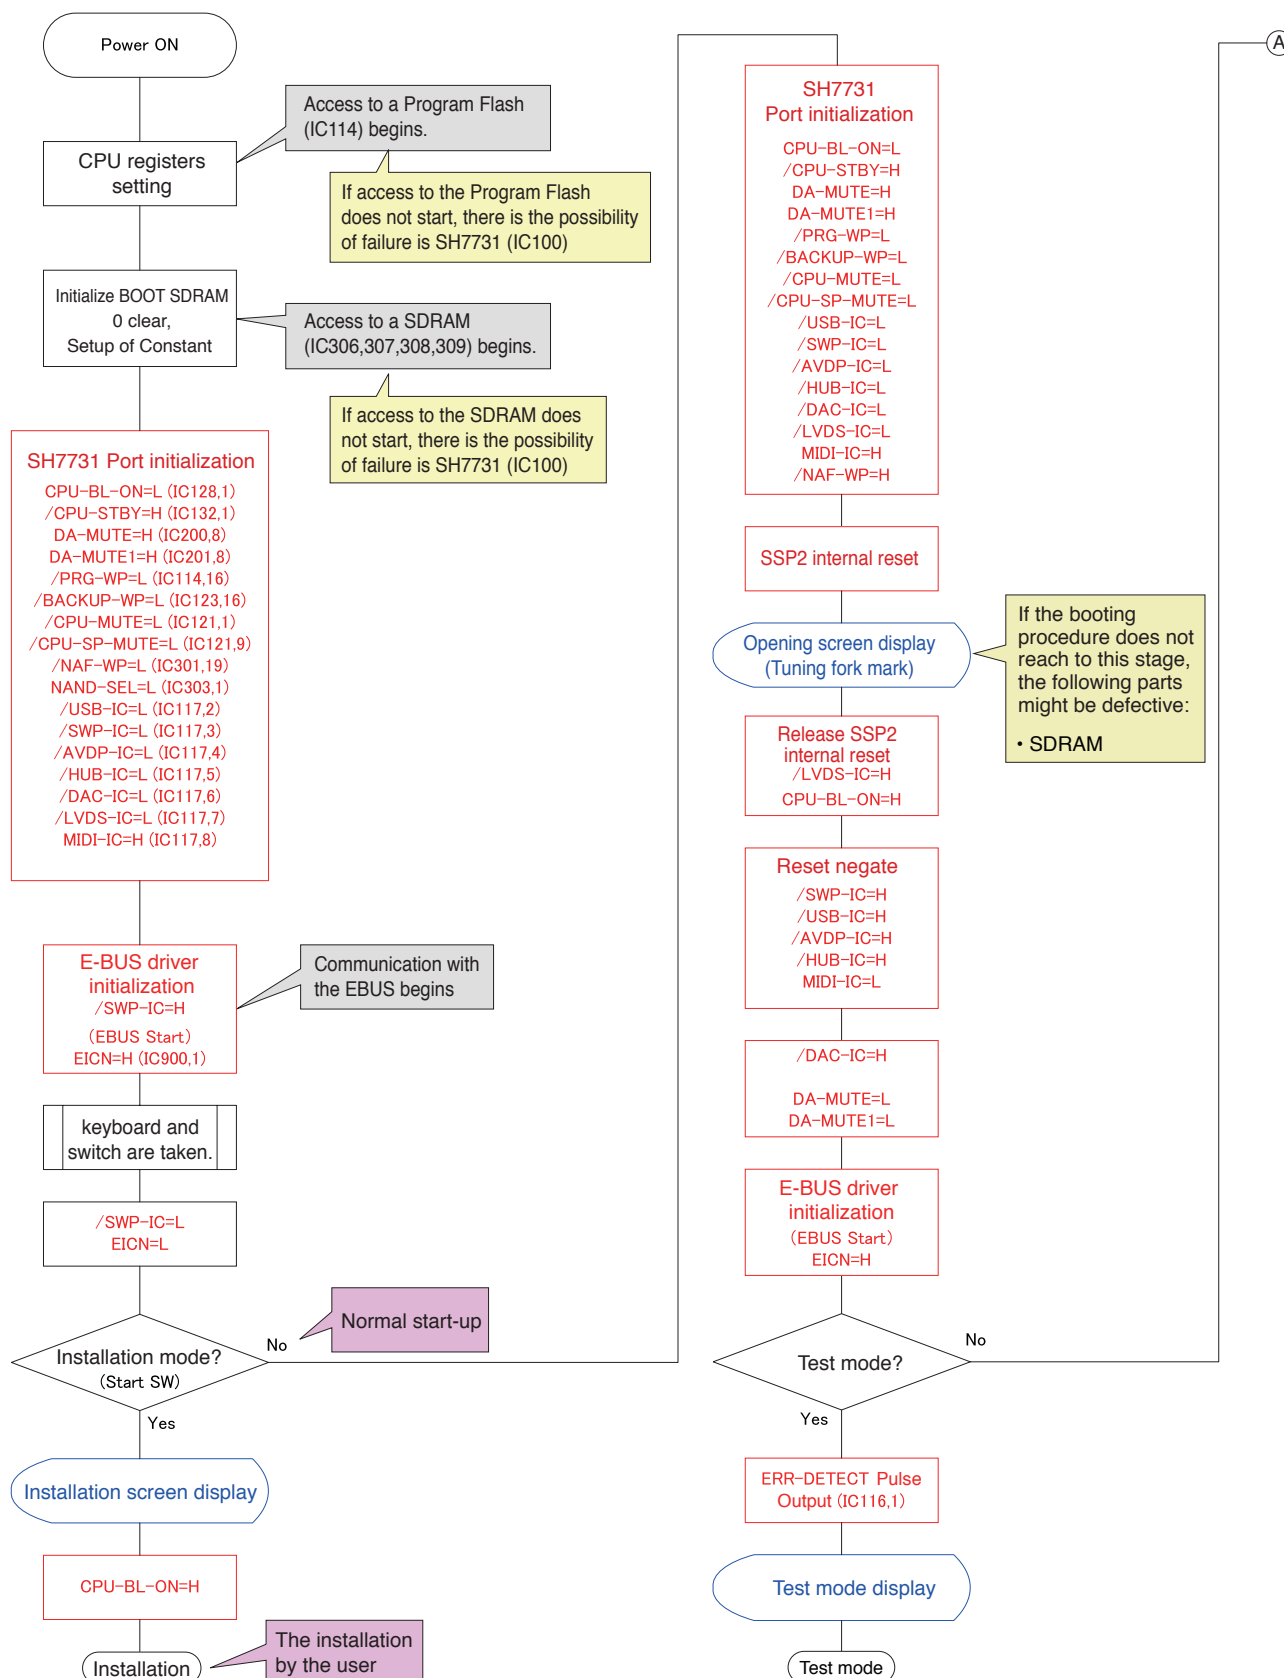 Power ON
CPU registers
setting
Access to a Program Flash
(IC114) begins.
If access to the Program Flash
does not start, there is the possibility
of failure is SH7731 (IC100)
Initialize BOOT SDRAM
0 clear,
Setup of Constant
Access to a SDRAM
(IC306,307,308,309) begins.
If access to the SDRAM does
not start, there is the possibility
of failure is SH7731 (IC100)
SH7731 Port initialization
CPU-BL-ON=L (IC128,1)
/CPU-STBY=H (IC132,1)
DA-MUTE=H (IC200,8)
DA-MUTE1=H (IC201,8)
/PRG-WP=L (IC114,16)
/BACKUP-WP=L (IC123,16)
/CPU-MUTE=L (IC121,1)
/CPU-SP-MUTE=L (IC121,9)
/NAF-WP=L (IC301,19)
NAND-SEL=L (IC303,1)
/USB-IC=L (IC117,2)
/SWP-IC=L (IC117,3)
/AVDP-IC=L (IC117,4)
/HUB-IC=L (IC117,5)
/DAC-IC=L (IC117,6)
/LVDS-IC=L (IC117,7)
MIDI-IC=H (IC117,8)
E-BUS driver
initialization
/SWP-IC=H
(EBUS Start)
EICN=H (IC900,1)
Communication with
the EBUS begins
keyboard and
switch are taken.
/SWP-IC=L
EICN=L
Installation mode?
(Start SW)
No
Normal start-up
Yes
Installation screen display
CPU-BL-ON=H
Installation
The installation
by the user
SH7731
Port initialization
CPU-BL-ON=L
/CPU-STBY=H
DA-MUTE=H
DA-MUTE1=H
/PRG-WP=L
/BACKUP-WP=L
/CPU-MUTE=L
/CPU-SP-MUTE=L
/USB-IC=L
/SWP-IC=L
/AVDP-IC=L
/HUB-IC=L
/DAC-IC=L
/LVDS-IC=L
MIDI-IC=H
/NAF-WP=H
SSP2 internal reset
Opening screen display
(Tuning fork mark)
If the booting
procedure does not
reach to this stage,
the following parts
might be defective:
• SDRAM
Release SSP2
internal reset
/LVDS-IC=H
CPU-BL-ON=H
Reset negate
/SWP-IC=H
/USB-IC=H
/AVDP-IC=H
/HUB-IC=H
MIDI-IC=L
/DAC-IC=H
DA-MUTE=L
DA-MUTE1=L
E-BUS driver
initialization
(EBUS Start)
EICN=H
Test mode?
No
Yes
ERR-DETECT Pulse
Output (IC116,1)
Test mode display
Test mode
A